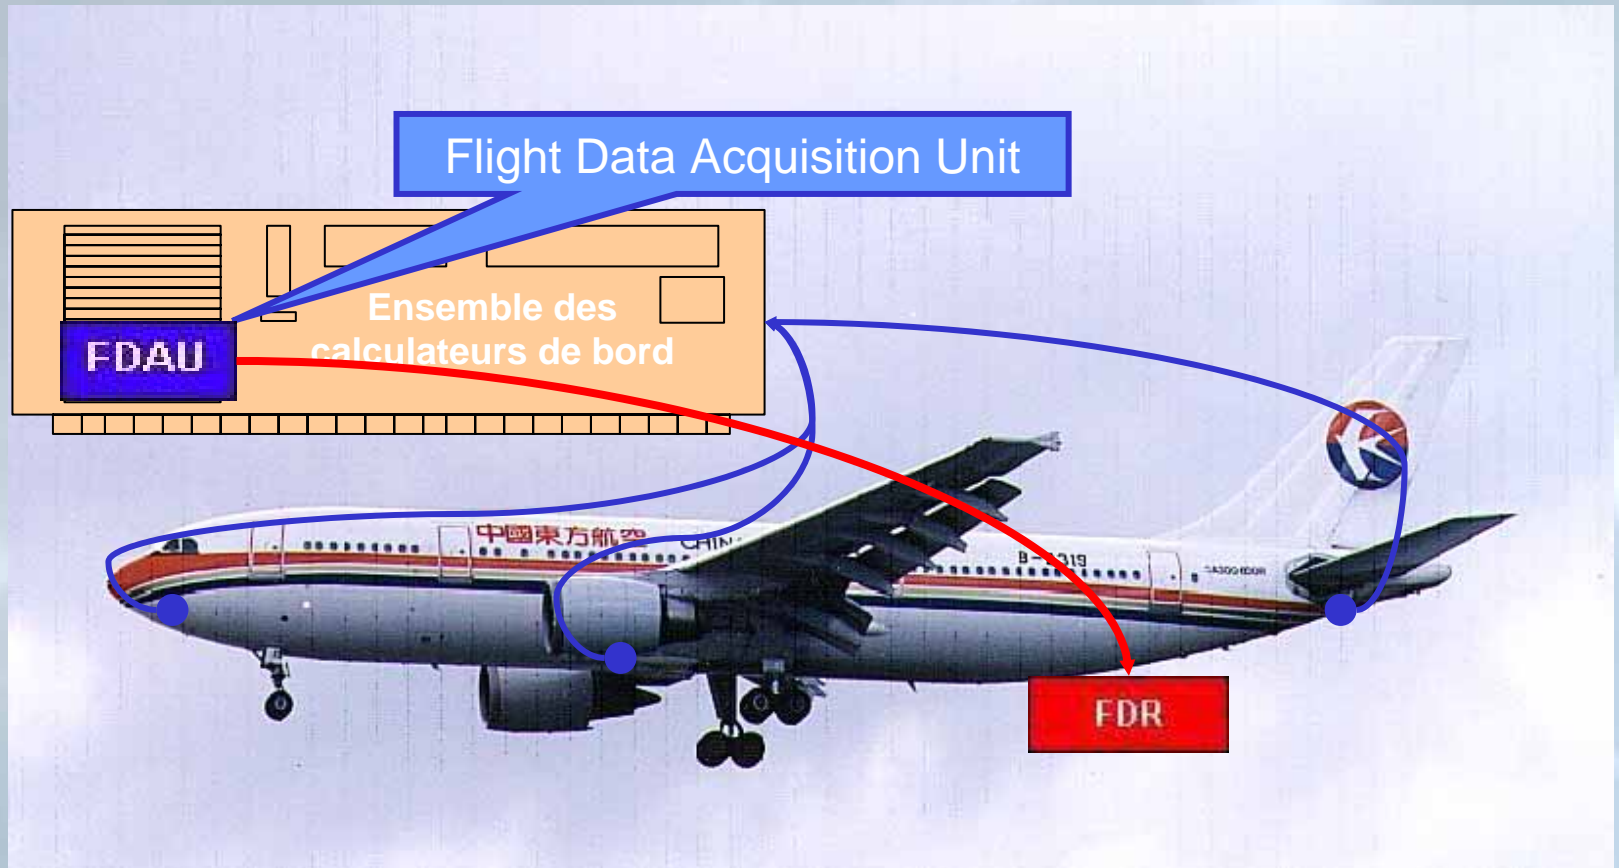 Flight Data Acquisition Unit
Ensemble des
calculateurs de bord
FDAU
中國東方航空
FDR